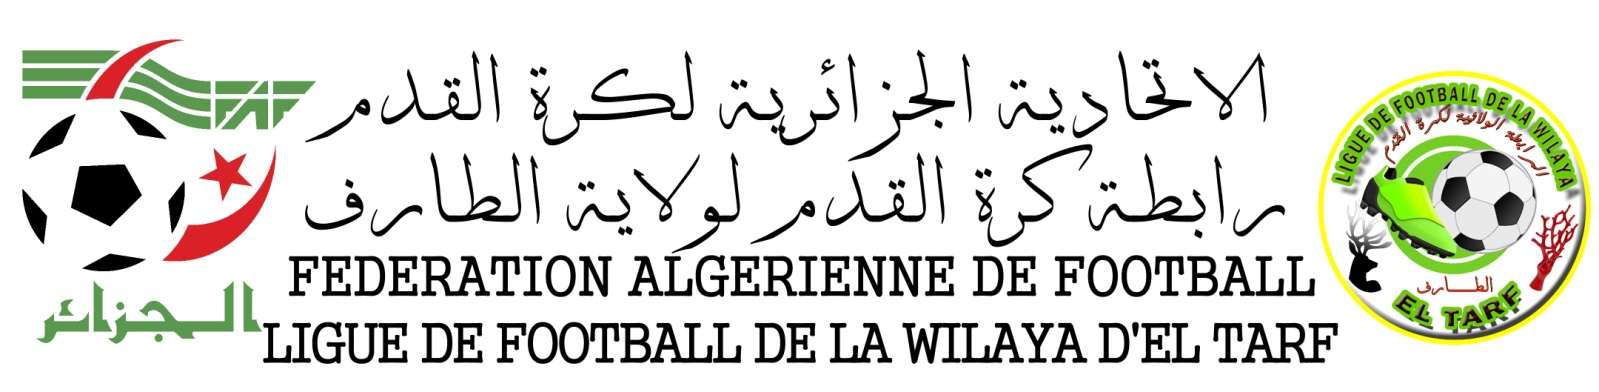 FAF
الجزائر
الاتحادية الجزائرية لكرة القدم
رابطة كرة القدم لولاية الطارف
FEDERATION ALGERIENNE DE FOOTBALL
LIGUE DE FOOTBALL DE LA WILAYA D'EL TARF
LIGUE DE FOOTBALL DE LA WILAYA
الرابطة الولائية لكرة القدم
الطارف
EL TARF